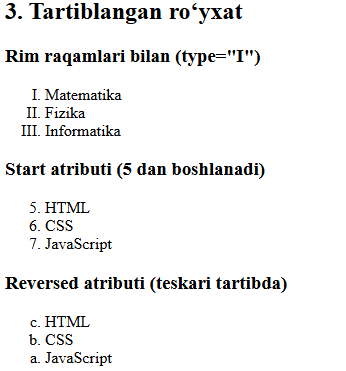 3. Tartiblangan ro‘yxat
Rim raqamlari bilan (type="I")
I. Matematika
II. Fizika
III. Informatika
Start atributi (5 dan boshlanadi)
5. HTML
6. CSS
7. JavaScript
Reversed atributi (teskari tartibda)
c. HTML
b. CSS
a. JavaScript